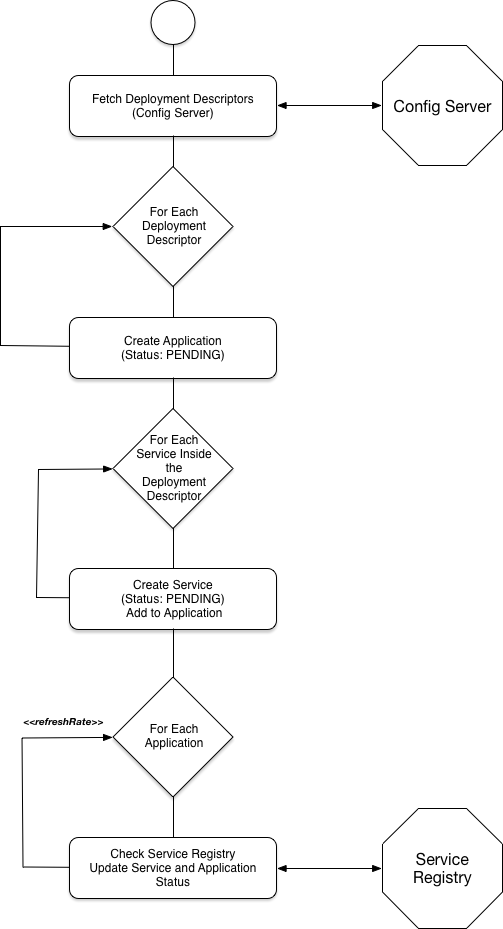 Fetch Deployment Descriptors
(Config Server)
Config Server
For Each
Deployment
Descriptor
Create Application
(Status: PENDING)
For Each
Service Inside
the
Deployment
Descriptor
Create Service
(Status: PENDING)
Add to Application
<<refreshRate>>
For Each
Application
Check Service Registry
Update Service and Application
Status
Service
Registry